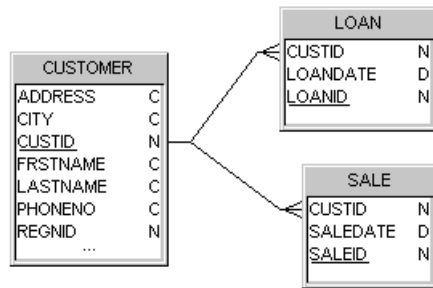 CUSTOMER
ADDRESS C
CITY C
CUSTID N
FRSTNAME C
LASTNAME C
PHONENO C
REGNID N
...
LOAN
CUSTID N
LOANDATE D
LOANID N
SALE
CUSTID N
SALEDATE D
SALEID N